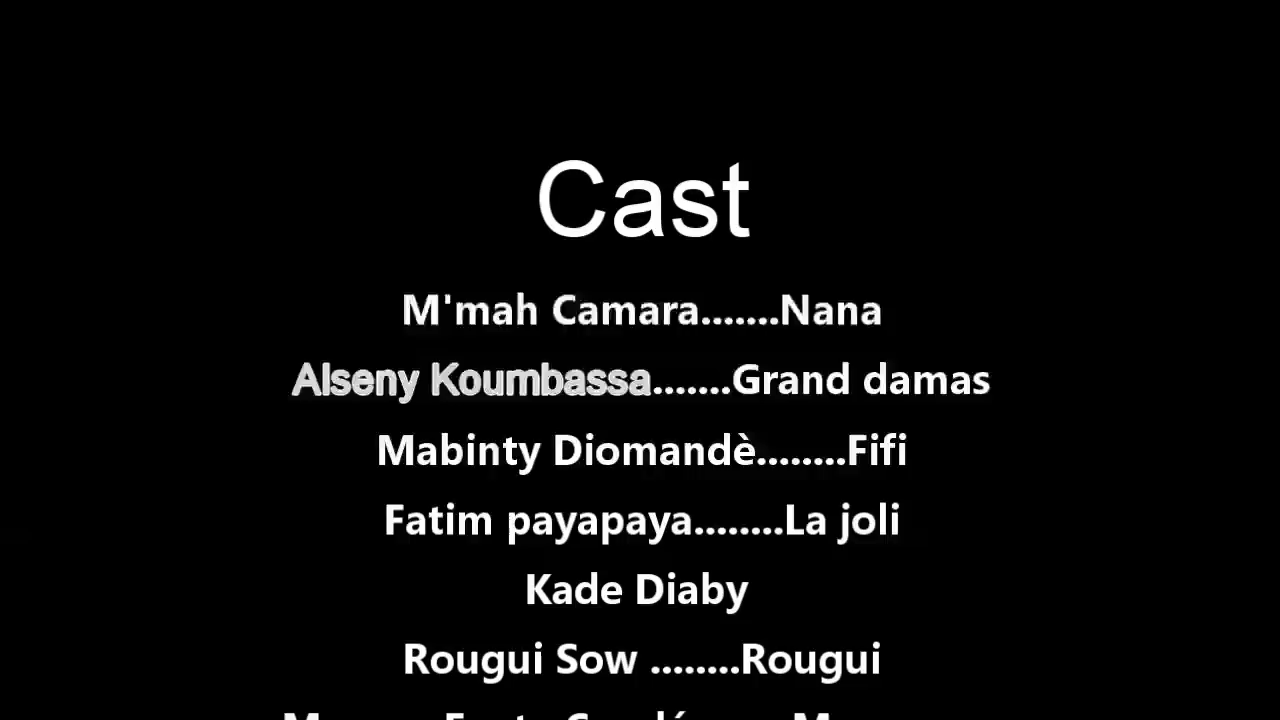 Cast
M'mah Camara.......Nana
Alseny Koumbassa.......Grand damas
Mabinty Diomandè........Fifi
Fatim payapaya........La joli
Kade Diaby
Rougui Sow ........Rougui